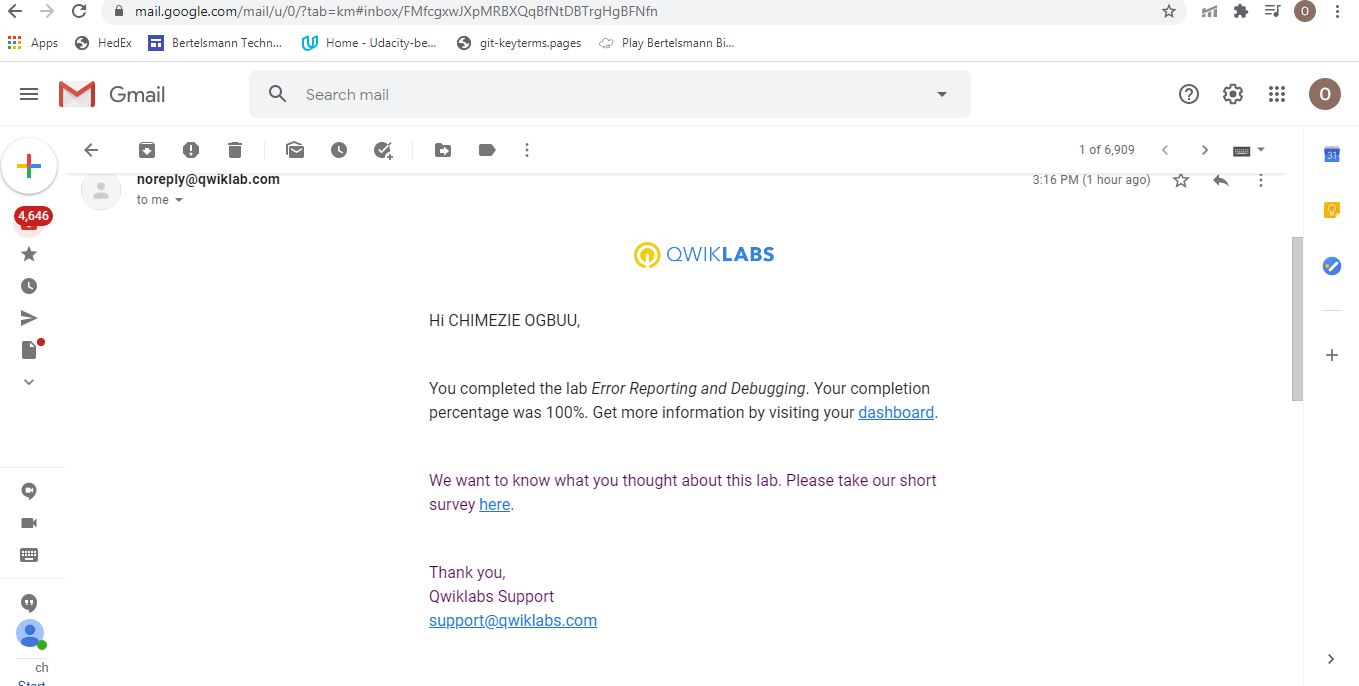 mail.google.com/mail/u/0/?tab=km#inbox/FMfcgxwJXpMRBXQqBfNtDBTrgHgBFNfn
O
Apps HedEx Bertelsmann Techn... Home - Udacity-be... git-keyterms.pages Play Bertelsmann Bi...
Gmail Search mail O
1 of 6,909
31
noreply@qwiklab.com 3:16 PM (1 hour ago)
to me
4,646
QWIKLABS
Hi CHIMEZIE OGBUU,
You completed the lab Error Reporting and Debugging. Your completion
percentage was 100%. Get more information by visiting your dashboard.
We want to know what you thought about this lab. Please take our short
survey here.
Thank you,
Qwiklabs Support
support@qwiklabs.com
ch
Start